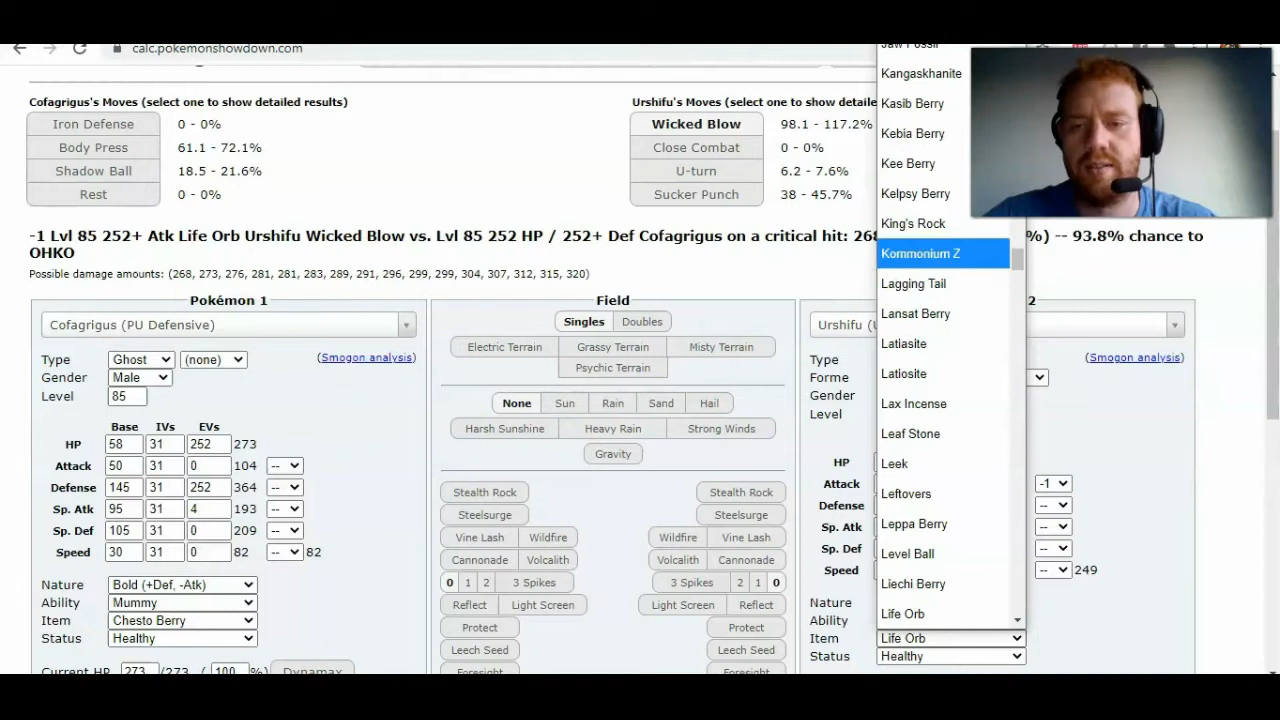 calc.pokemonshowdown.com
Cofagrigus's Moves (select one to show detailed results)
Iron Defense 0 - 0%
Body Press 61.1 - 72.1%
Shadow Ball 18.5 - 21.6%
Rest 0 - 0%
Urshifu's Moves (select one to show detaile
Wicked Blow 98.1 - 117.2%
Close Combat 0 - 0%
U-turn 6.2 - 7.6%
Sucker Punch 38 - 45.7%
-1 Lvl 85 252+ Atk Life Orb Urshifu Wicked Blow vs. Lvl 85 252 HP / 252+ Def Cofagrigus on a critical hit: 268 %) -- 93.8% chance to
OHKO
Possible damage amounts: (268, 273, 276, 281, 281, 283, 289, 291, 296, 299, 299, 304, 307, 312, 315, 320)
Pokémon 1
Cofagrigus (PU Defensive)
Type Ghost (none) (Smogon analysis)
Gender Male
Level 85
Base IVs EVs
HP 58 31 252 273
Attack 50 31 0 104 --
Defense 145 31 252 364 --
Sp. Atk 95 31 4 193 --
Sp. Def 105 31 0 209 --
Speed 30 31 0 82 -- 82
Nature Bold (+Def, -Atk)
Ability Mummy
Item Chesto Berry
Status Healthy
Current HP 273 /273 ( 100 %) Dynamax
Field
Singles Doubles
Electric Terrain Grassy Terrain Misty Terrain
Psychic Terrain
None Sun Rain Sand Hail
Harsh Sunshine Heavy Rain Strong Winds
Gravity
Stealth Rock Stealth Rock
Steelsurge Steelsurge
Vine Lash Wildfire Wildfire Vine Lash
Cannonade Volcalith Volcalith Cannonade
0 1 2 3 Spikes 3 Spikes 2 1 0
Reflect Light Screen Light Screen Reflect
Protect Protect
Leech Seed Leech Seed
Foresight Foresight
2
Urshifu (U
Type (Smogon analysis)
Forme
Gender
Level
HP
Attack -1
Defense --
Sp. Atk --
Sp. Def --
Speed -- 249
Nature
Ability
Item Life Orb
Status Healthy
Jaw Fossil
Kangaskhanite
Kasib Berry
Kebia Berry
Kee Berry
Kelpsy Berry
King's Rock
Kommonium Z
Lagging Tail
Lansat Berry
Latiasite
Latiosite
Lax Incense
Leaf Stone
Leek
Leftovers
Leppa Berry
Level Ball
Liechi Berry
Life Orb